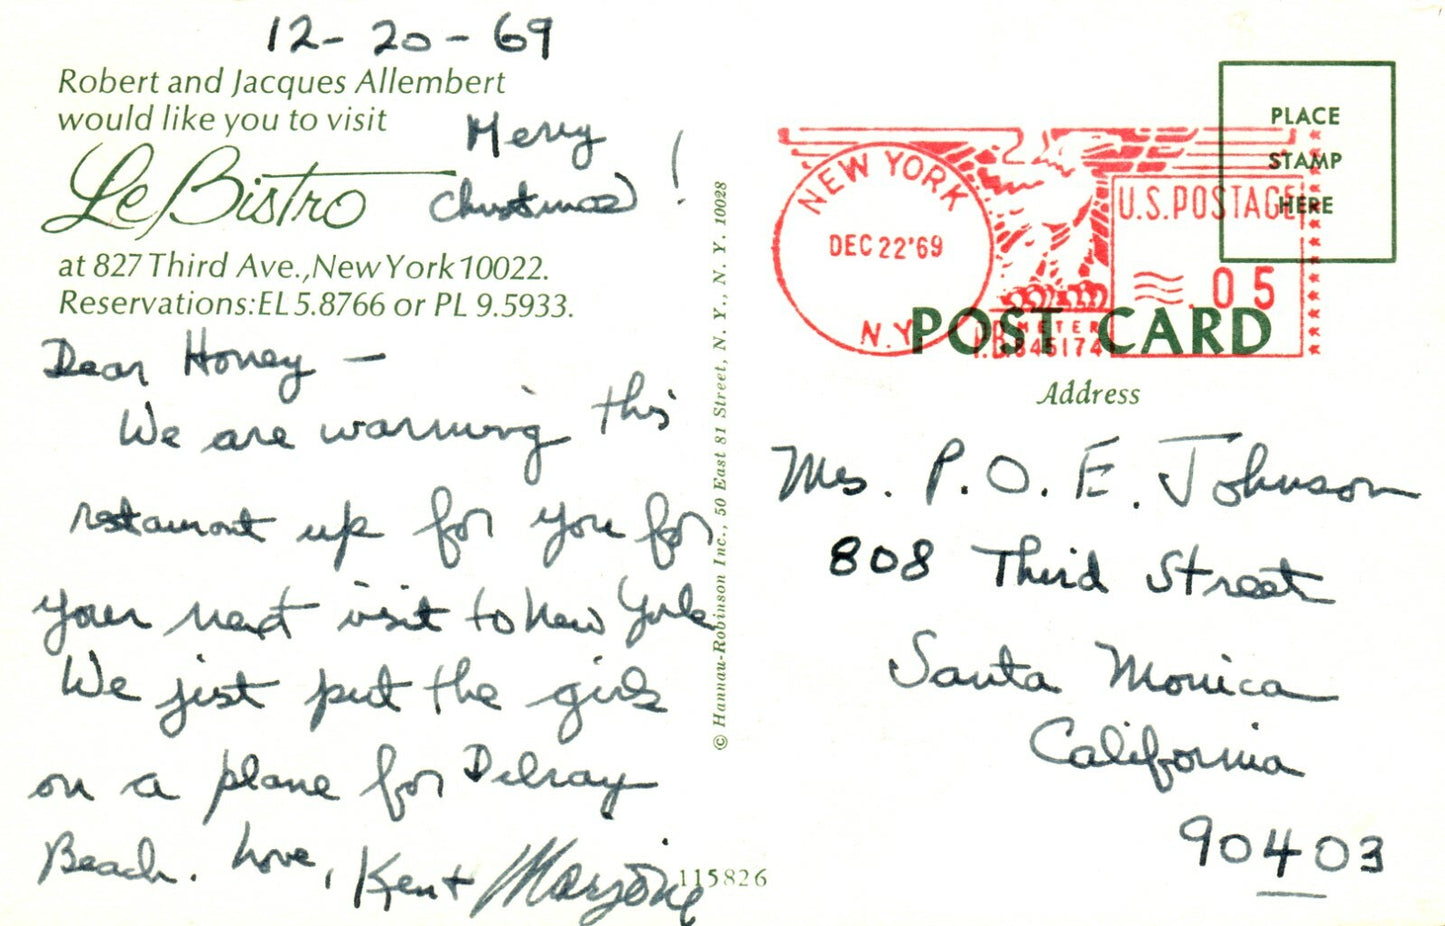 12-20-69
Robert and Jacques Allembert
would like you to visit
Le Bistro
at 827 Third Ave., New York 10022.
Reservations: EL 5.8766 or PL 9.5933.
Merry
Christmas!
Dear Honey —
We are warming this
restaurant up for you for
your next visit to New York
We just put the girls
on a plane for Delray
Beach. Love, Ken + Marjorie
115826
© Hannau-Robinson Inc., 50 East 81 Street, N. Y., N. Y. 10028
NEW YORK
DEC 22 '69
N.Y.
U.S. POSTAGE
.05
METER
P.B. 845174
PLACE
STAMP
HERE
POST CARD
Address
Mrs. P. O. E. Johnson
808 Third Street
Santa Monica
California
90403